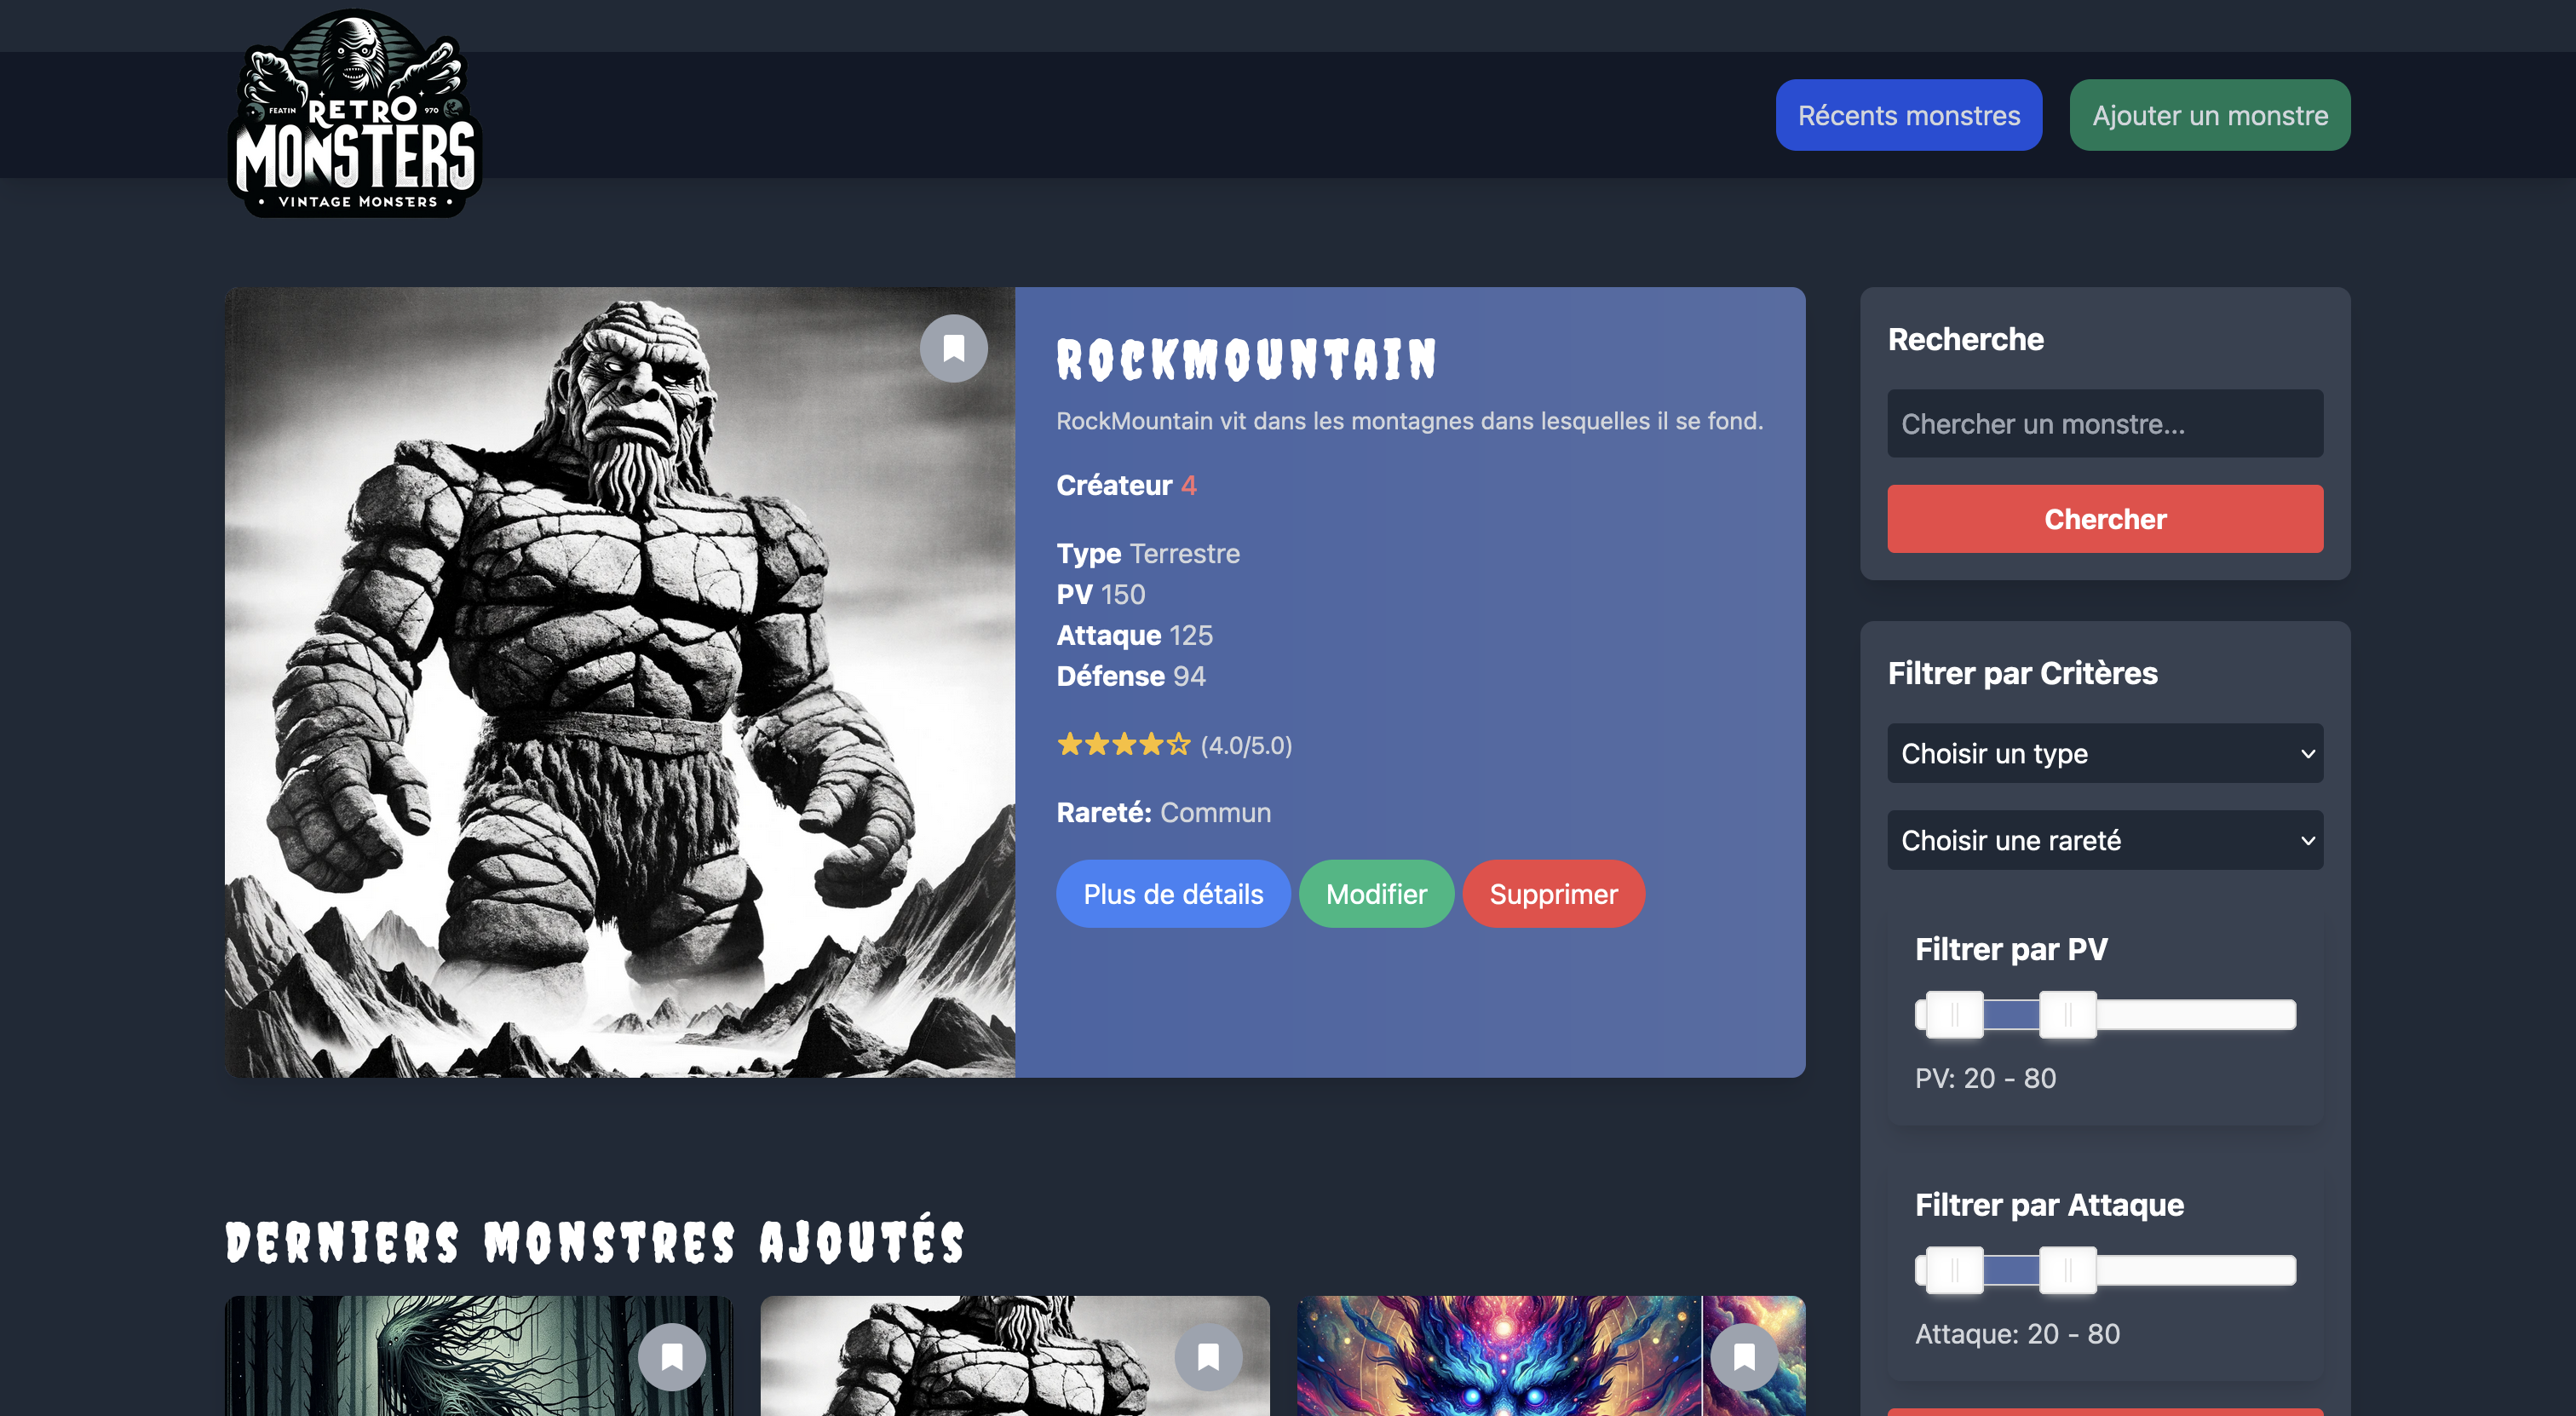 FEATIN RETRO 970
MONSTERS
• VINTAGE MONSTERS •
Récents monstres
Ajouter un monstre
ROCKMOUNTAIN
RockMountain vit dans les montagnes dans lesquelles il se fond.
Créateur 4
Type Terrestre
PV 150
Attaque 125
Défense 94
★★★★☆ (4.0/5.0)
Rareté: Commun
Plus de détails
Modifier
Supprimer
Recherche
Chercher un monstre...
Chercher
Filtrer par Critères
Choisir un type
Choisir une rareté
Filtrer par PV
PV: 20 - 80
Filtrer par Attaque
Attaque: 20 - 80
DERNIERS MONSTRES AJOUTÉS